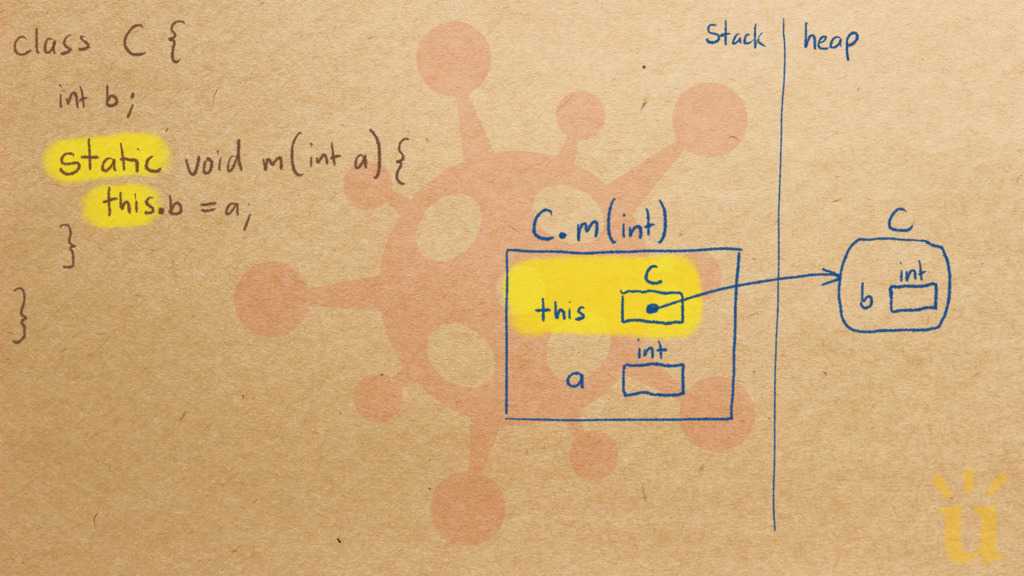 class C {
int b;
static void m(int a) {
this.b = a;
}
}
Stack heap
C.m(int)
C
this
int
a
C
int
b
ü